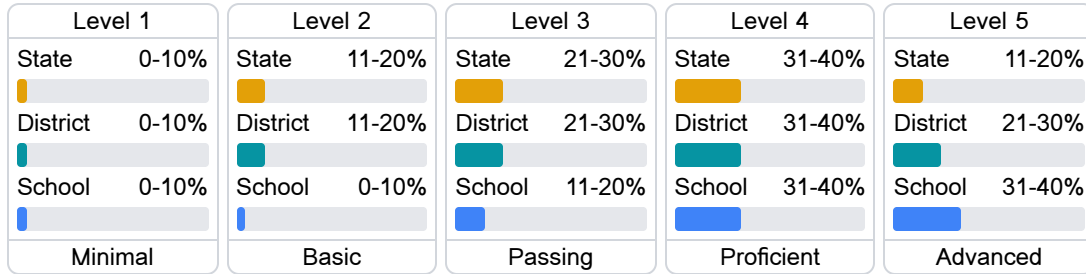 Level 1
State 0-10%
District 0-10%
School 0-10%
Minimal
Level 2
State 11-20%
District 11-20%
School 0-10%
Basic
Level 3
State 21-30%
District 21-30%
School 11-20%
Passing
Level 4
State 31-40%
District 31-40%
School 31-40%
Proficient
Level 5
State 11-20%
District 21-30%
School 31-40%
Advanced